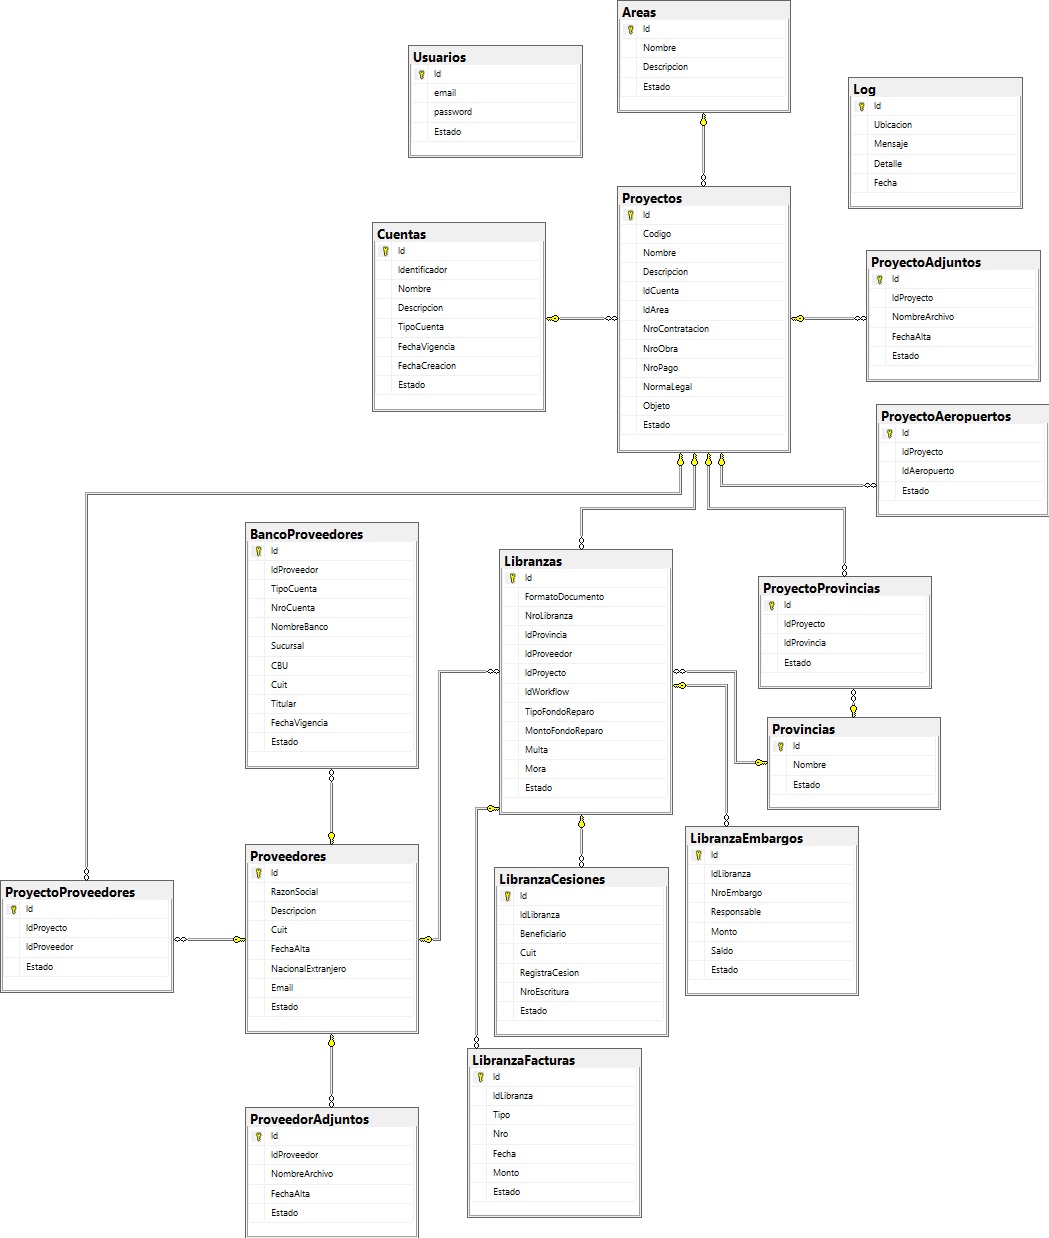 Areas
Id
Nombre
Descripcion
Estado
Usuarios
Id
email
password
Estado
Log
Id
Ubicacion
Mensaje
Detalle
Fecha
Proyectos
Id
Codigo
Nombre
Descripcion
IdCuenta
IdArea
NroContratacion
NroObra
NroPago
NormaLegal
Objeto
Estado
Cuentas
Id
Identificador
Nombre
Descripcion
TipoCuenta
FechaVigencia
FechaCreacion
Estado
ProyectoAdjuntos
Id
IdProyecto
NombreArchivo
FechaAlta
Estado
ProyectoAeropuertos
Id
IdProyecto
IdAeropuerto
Estado
BancoProveedores
Id
IdProveedor
TipoCuenta
NroCuenta
NombreBanco
Sucursal
CBU
Cuit
Titular
FechaVigencia
Estado
Libranzas
Id
FormatoDocumento
NroLibranza
IdProvincia
IdProveedor
IdProyecto
IdWorkflow
TipoFondoReparo
MontoFondoReparo
Multa
Mora
Estado
ProyectoProvincias
Id
IdProyecto
IdProvincia
Estado
Provincias
Id
Nombre
Estado
LibranzaEmbargos
Id
IdLibranza
NroEmbargo
Responsable
Monto
Saldo
Estado
Proveedores
Id
RazonSocial
Descripcion
Cuit
FechaAlta
NacionalExtranjero
Email
Estado
LibranzaCesiones
Id
IdLibranza
Beneficiario
Cuit
RegistraCesion
NroEscritura
Estado
ProyectoProveedores
Id
IdProyecto
IdProveedor
Estado
LibranzaFacturas
Id
IdLibranza
Tipo
Nro
Fecha
Monto
Estado
ProveedorAdjuntos
Id
IdProveedor
NombreArchivo
FechaAlta
Estado